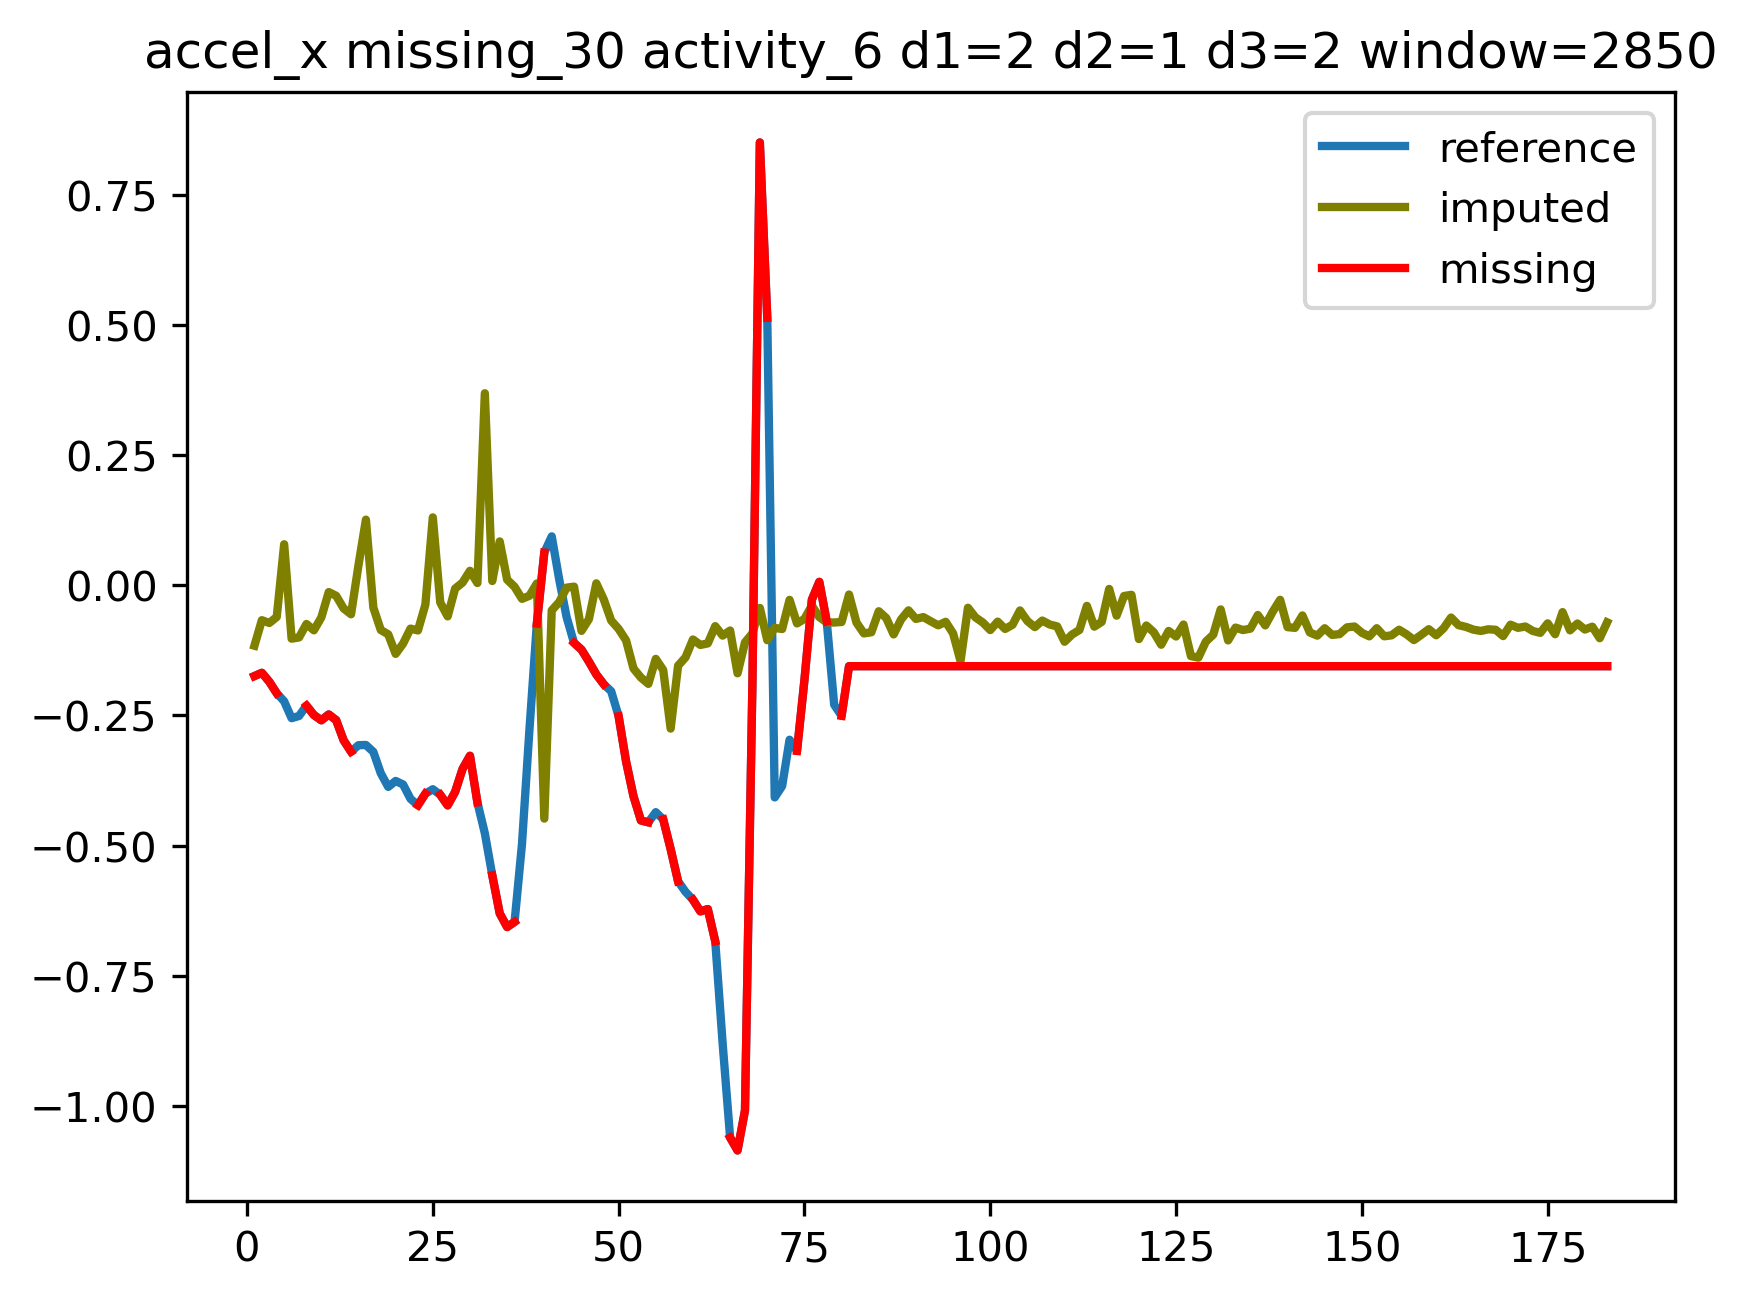 accel_x missing_30 activity_6 d1=2 d2=1 d3=2 window=2850
reference
imputed
missing
0.75
0.50
0.25
0.00
−0.25
−0.50
−0.75
−1.00
0 25 50 75 100 125 150 175